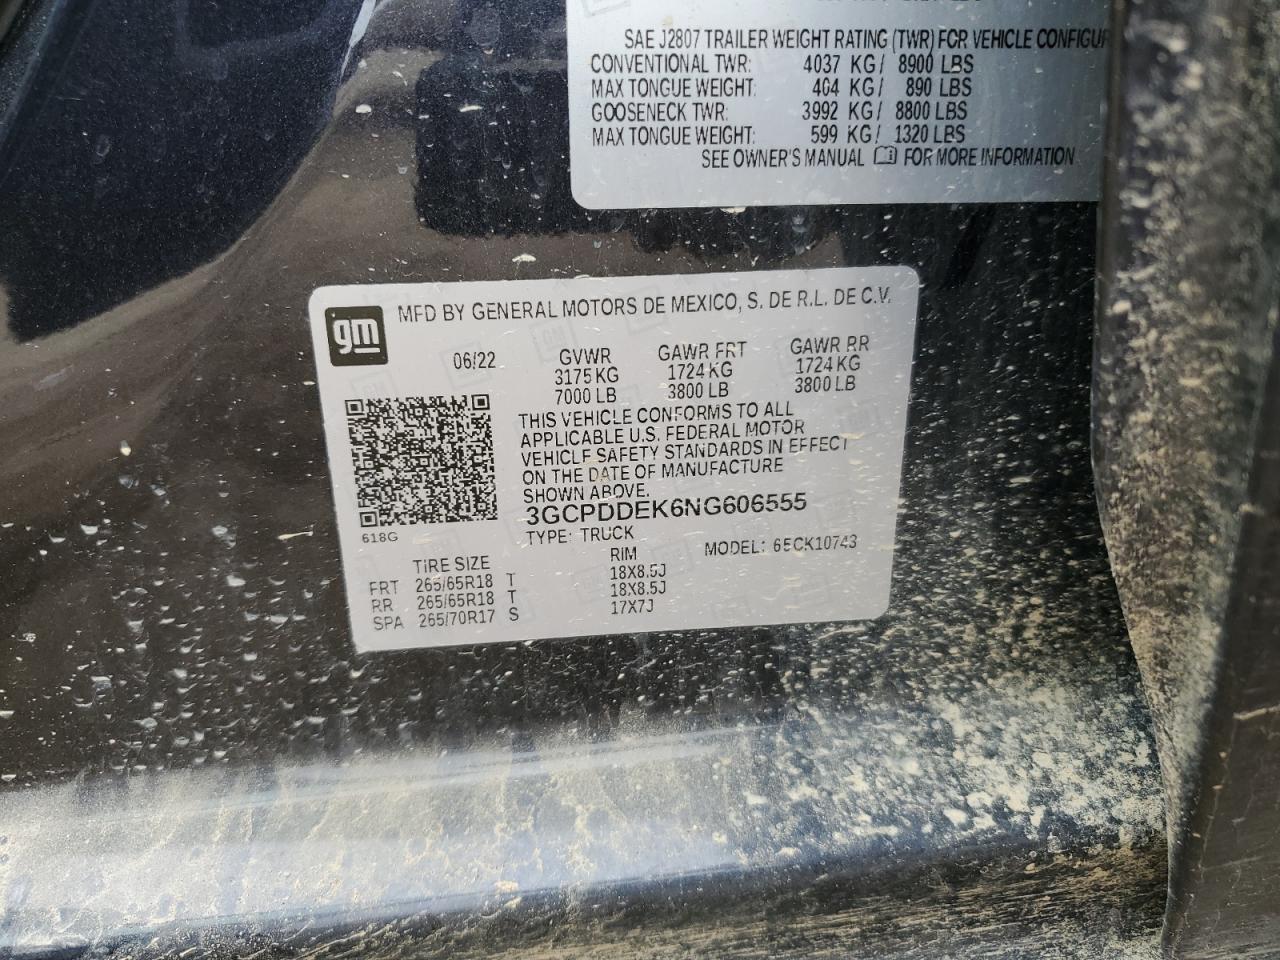 SAE J2807 TRAILER WEIGHT RATING (TWR) FOR VEHICLE
CONVENTIONAL TWR: 4037 KG/ 8900 LBS
MAX TONGUE WEIGHT: 404 KG/ 890 LBS
GOOSENECK TWR: 3992 KG/ 8800 LBS
MAX TONGUE WEIGHT: 599 KG/ 1320 LBS
SEE OWNER'S MANUAL FOR MORE INFORMATION
gm MFD BY GENERAL MOTORS DE MEXICO, S. DE R.L. DE C.V.
06/22 GVWR GAWR FRT GAWR RR
3175 KG 1724 KG 1724 KG
7000 LB 3800 LB 3800 LB
THIS VEHICLE CONFORMS TO ALL
APPLICABLE U.S. FEDERAL MOTOR
VEHICLE SAFETY STANDARDS IN EFFECT
ON THE DATE OF MANUFACTURE
SHOWN ABOVE.
3GCPDDEK6NG606555
618G TYPE: TRUCK
TIRE SIZE RIM MODEL: 65CK10743
FRT 265/65R18 T 18X8.5J
RR 265/65R18 T 18X8.5J
SPA 265/70R17 S 17X7J